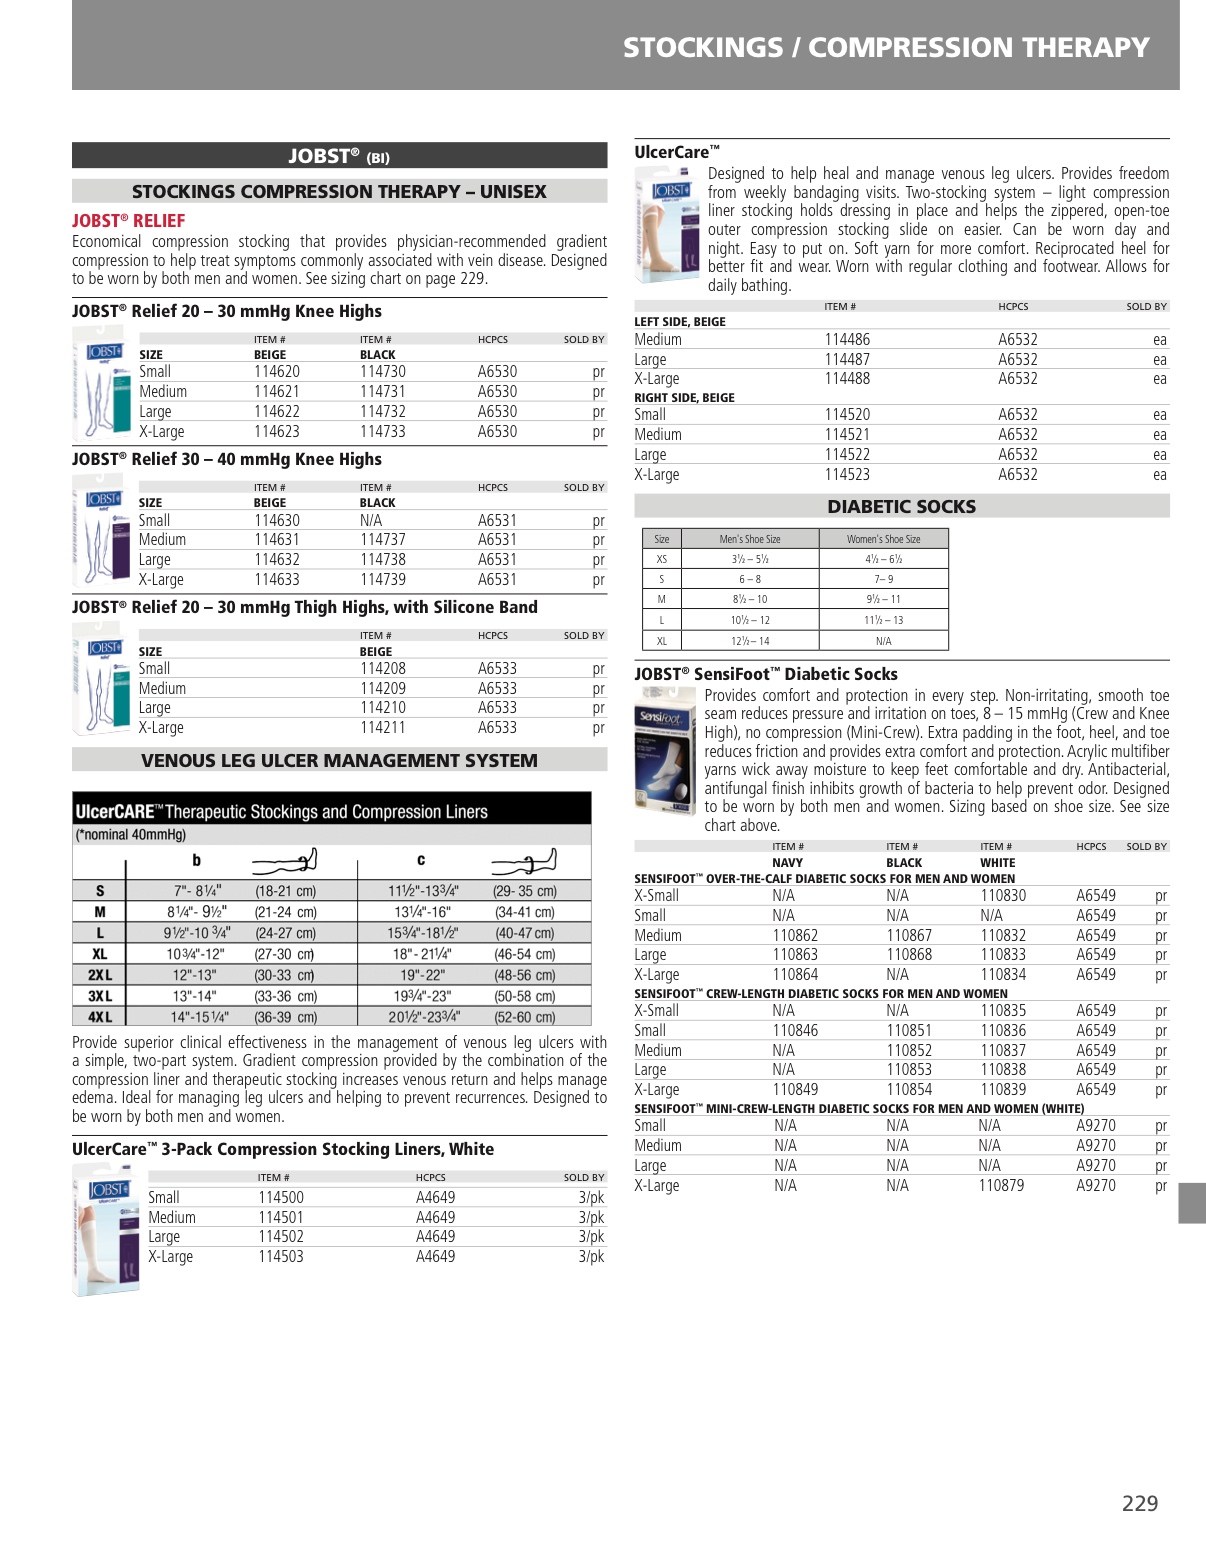 STOCKINGS / COMPRESSION THERAPY
JOBST® (BI)
STOCKINGS COMPRESSION THERAPY – UNISEX
JOBST® RELIEF
Economical compression stocking that provides physician-recommended gradient
compression to help treat symptoms commonly associated with vein disease. Designed
to be worn by both men and women. See sizing chart on page 229.
JOBST® Relief 20 – 30 mmHg Knee Highs
JOBST
ITEM # ITEM # HCPCS SOLD BY
SIZE BEIGE BLACK
Small 114620 114730 A6530 pr
Medium 114621 114731 A6530 pr
Large 114622 114732 A6530 pr
X-Large 114623 114733 A6530 pr
JOBST® Relief 30 – 40 mmHg Knee Highs
JOBST
ITEM # ITEM # HCPCS SOLD BY
SIZE BEIGE BLACK
Small 114630 N/A A6531 pr
Medium 114631 114737 A6531 pr
Large 114632 114738 A6531 pr
X-Large 114633 114739 A6531 pr
JOBST® Relief 20 – 30 mmHg Thigh Highs, with Silicone Band
JOBST
ITEM # HCPCS SOLD BY
SIZE BEIGE
Small 114208 A6533 pr
Medium 114209 A6533 pr
Large 114210 A6533 pr
X-Large 114211 A6533 pr
VENOUS LEG ULCER MANAGEMENT SYSTEM
UlcerCARE™ Therapeutic Stockings and Compression Liners
(*nominal 40mmHg)
b c
S 7"- 8¼" (18-21 cm) 11½"-13¾" (29- 35 cm)
M 8¼"- 9½" (21-24 cm) 13¼"-16" (34-41 cm)
L 9½"-10 ¾" (24-27 cm) 15¾"-18½" (40-47 cm)
XL 10¾"-12" (27-30 cm) 18"- 21¼" (46-54 cm)
2XL 12"-13" (30-33 cm) 19"-22" (48-56 cm)
3XL 13"-14" (33-36 cm) 19¾"-23" (50-58 cm)
4XL 14"-15¼" (36-39 cm) 20½"-23¾" (52-60 cm)
Provide superior clinical effectiveness in the management of venous leg ulcers with
a simple, two-part system. Gradient compression provided by the combination of the
compression liner and therapeutic stocking increases venous return and helps manage
edema. Ideal for managing leg ulcers and helping to prevent recurrences. Designed to
be worn by both men and women.
UlcerCare™ 3-Pack Compression Stocking Liners, White
JOBST
ITEM # HCPCS SOLD BY
Small 114500 A4649 3/pk
Medium 114501 A4649 3/pk
Large 114502 A4649 3/pk
X-Large 114503 A4649 3/pk
UlcerCare™
JOBST
Designed to help heal and manage venous leg ulcers. Provides freedom
from weekly bandaging visits. Two-stocking system – light compression
liner stocking holds dressing in place and helps the zippered, open-toe
outer compression stocking slide on easier. Can be worn day and
night. Easy to put on. Soft yarn for more comfort. Reciprocated heel for
better fit and wear. Worn with regular clothing and footwear. Allows for
daily bathing.
ITEM # HCPCS SOLD BY
LEFT SIDE, BEIGE
Medium 114486 A6532 ea
Large 114487 A6532 ea
X-Large 114488 A6532 ea
RIGHT SIDE, BEIGE
Small 114520 A6532 ea
Medium 114521 A6532 ea
Large 114522 A6532 ea
X-Large 114523 A6532 ea
DIABETIC SOCKS
Size Men's Shoe Size Women's Shoe Size
XS 3½ – 5½ 4½ – 6½
S 6 – 8 7– 9
M 8½ – 10 9½ – 11
L 10½ – 12 11½ – 13
XL 12½ – 14 N/A
JOBST® SensiFoot™ Diabetic Socks
SensiFoot
Provides comfort and protection in every step. Non-irritating, smooth toe
seam reduces pressure and irritation on toes, 8 – 15 mmHg (Crew and Knee
High), no compression (Mini-Crew). Extra padding in the foot, heel, and toe
reduces friction and provides extra comfort and protection. Acrylic multifiber
yarns wick away moisture to keep feet comfortable and dry. Antibacterial,
antifungal finish inhibits growth of bacteria to help prevent odor. Designed
to be worn by both men and women. Sizing based on shoe size. See size
chart above.
ITEM # ITEM # ITEM # HCPCS SOLD BY
NAVY BLACK WHITE
SENSIFOOT™ OVER-THE-CALF DIABETIC SOCKS FOR MEN AND WOMEN
X-Small N/A N/A 110830 A6549 pr
Small N/A N/A N/A A6549 pr
Medium 110862 110867 110832 A6549 pr
Large 110863 110868 110833 A6549 pr
X-Large 110864 N/A 110834 A6549 pr
SENSIFOOT™ CREW-LENGTH DIABETIC SOCKS FOR MEN AND WOMEN
X-Small N/A N/A 110835 A6549 pr
Small 110846 110851 110836 A6549 pr
Medium N/A 110852 110837 A6549 pr
Large N/A 110853 110838 A6549 pr
X-Large 110849 110854 110839 A6549 pr
SENSIFOOT™ MINI-CREW-LENGTH DIABETIC SOCKS FOR MEN AND WOMEN (WHITE)
Small N/A N/A N/A A9270 pr
Medium N/A N/A N/A A9270 pr
Large N/A N/A N/A A9270 pr
X-Large N/A N/A 110879 A9270 pr
229